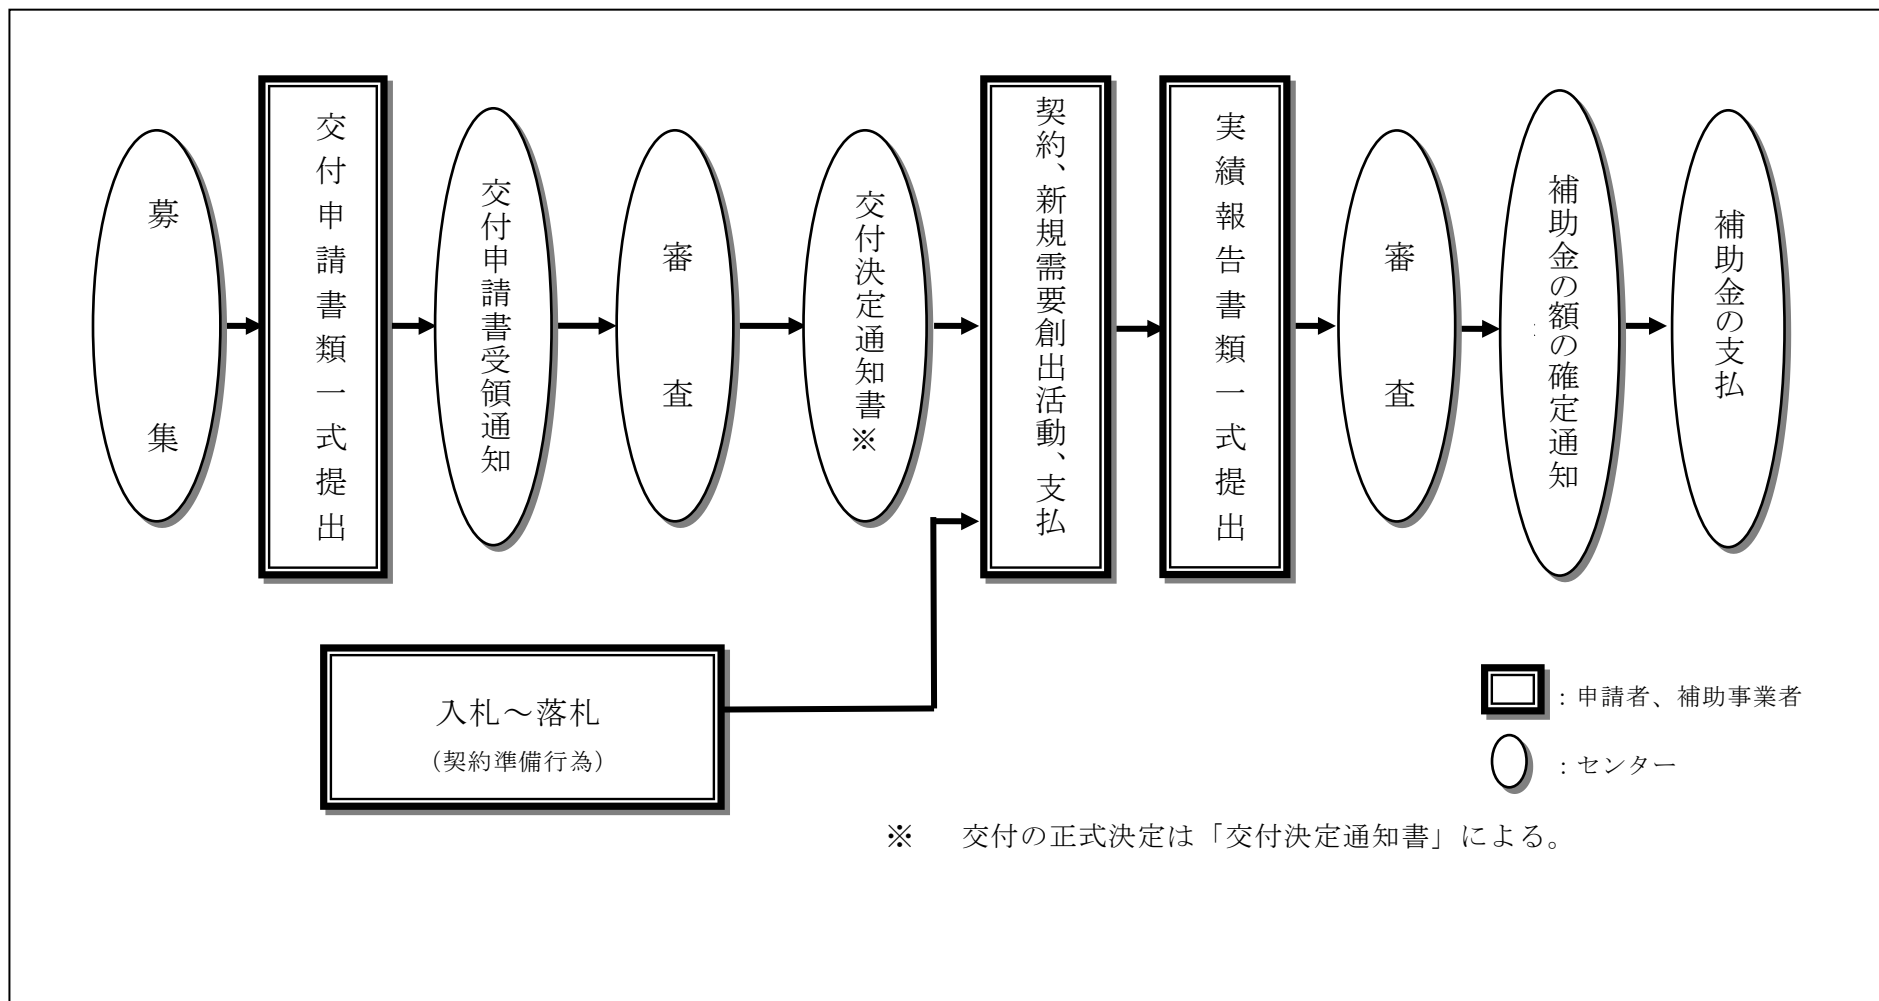 募集
交付申請書類一式提出
交付申請書受領通知
審査
交付決定通知書※
契約、新規需要創出活動、支払
実績報告書類一式提出
審査
補助金の額の確定通知
補助金の支払
入札～落札
（契約準備行為）
：申請者、補助事業者
：センター
※　交付の正式決定は「交付決定通知書」による。